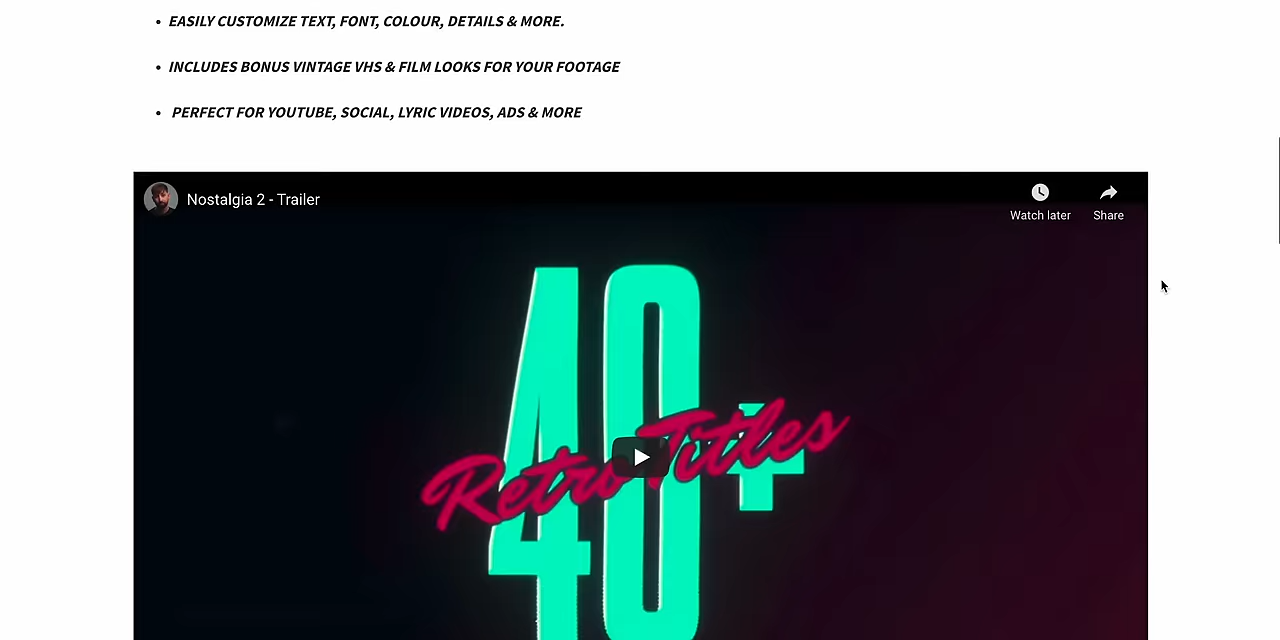 • EASILY CUSTOMIZE TEXT, FONT, COLOUR, DETAILS & MORE.
• INCLUDES BONUS VINTAGE VHS & FILM LOOKS FOR YOUR FOOTAGE
• PERFECT FOR YOUTUBE, SOCIAL, LYRIC VIDEOS, ADS & MORE
Nostalgia 2 - Trailer
Watch later
Share
40+
Retro Titles